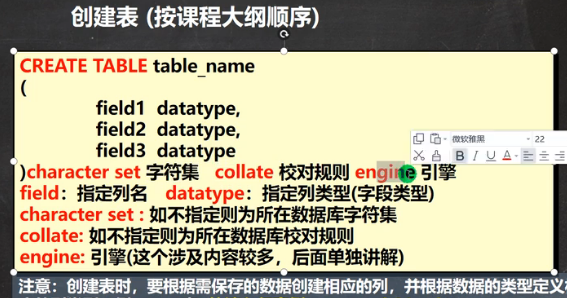 创建表 (按课程大纲顺序)
CREATE TABLE table_name
(
field1 datatype,
field2 datatype,
field3 datatype
微软雅黑 22
B I U A
)character set 字符集 collate 校对规则 engine 引擎
field：指定列名 datatype：指定列类型(字段类型)
character set : 如不指定则为所在数据库字符集
collate: 如不指定则为所在数据库校对规则
engine: 引擎(这个涉及内容较多，后面单独讲解)
注意：创建表时，要根据需保存的数据创建相应的列，并根据数据的类型定义相